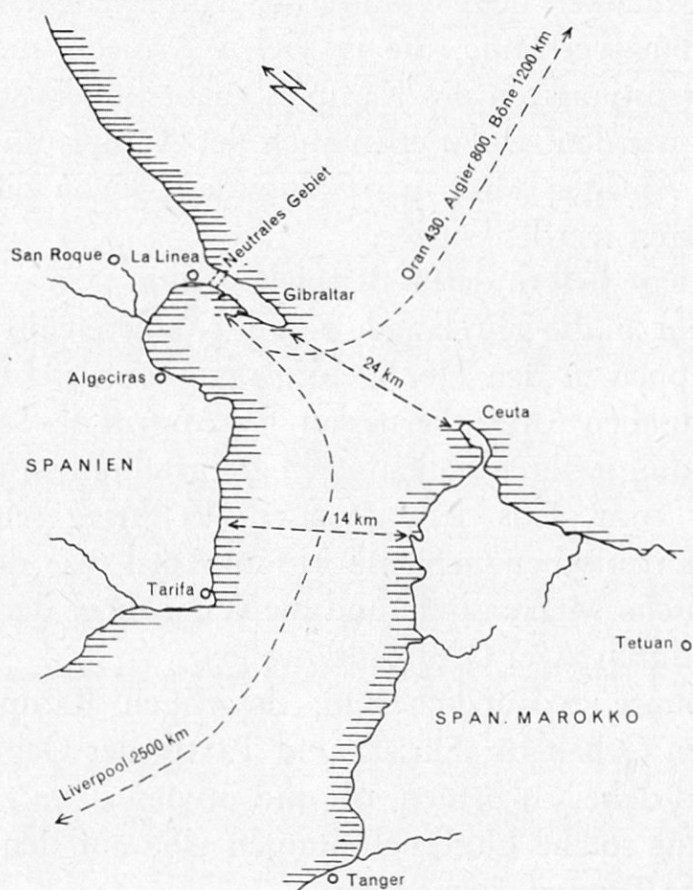 Oran 430, Algier 800, Bône 1200 km
Neutrales Gebiet
San Roque
La Linea
Gibraltar
24 km
Algeciras
Ceuta
SPANIEN
14 km
Tarifa
Tetuan
SPAN. MAROKKO
Liverpool 2500 km
Tanger